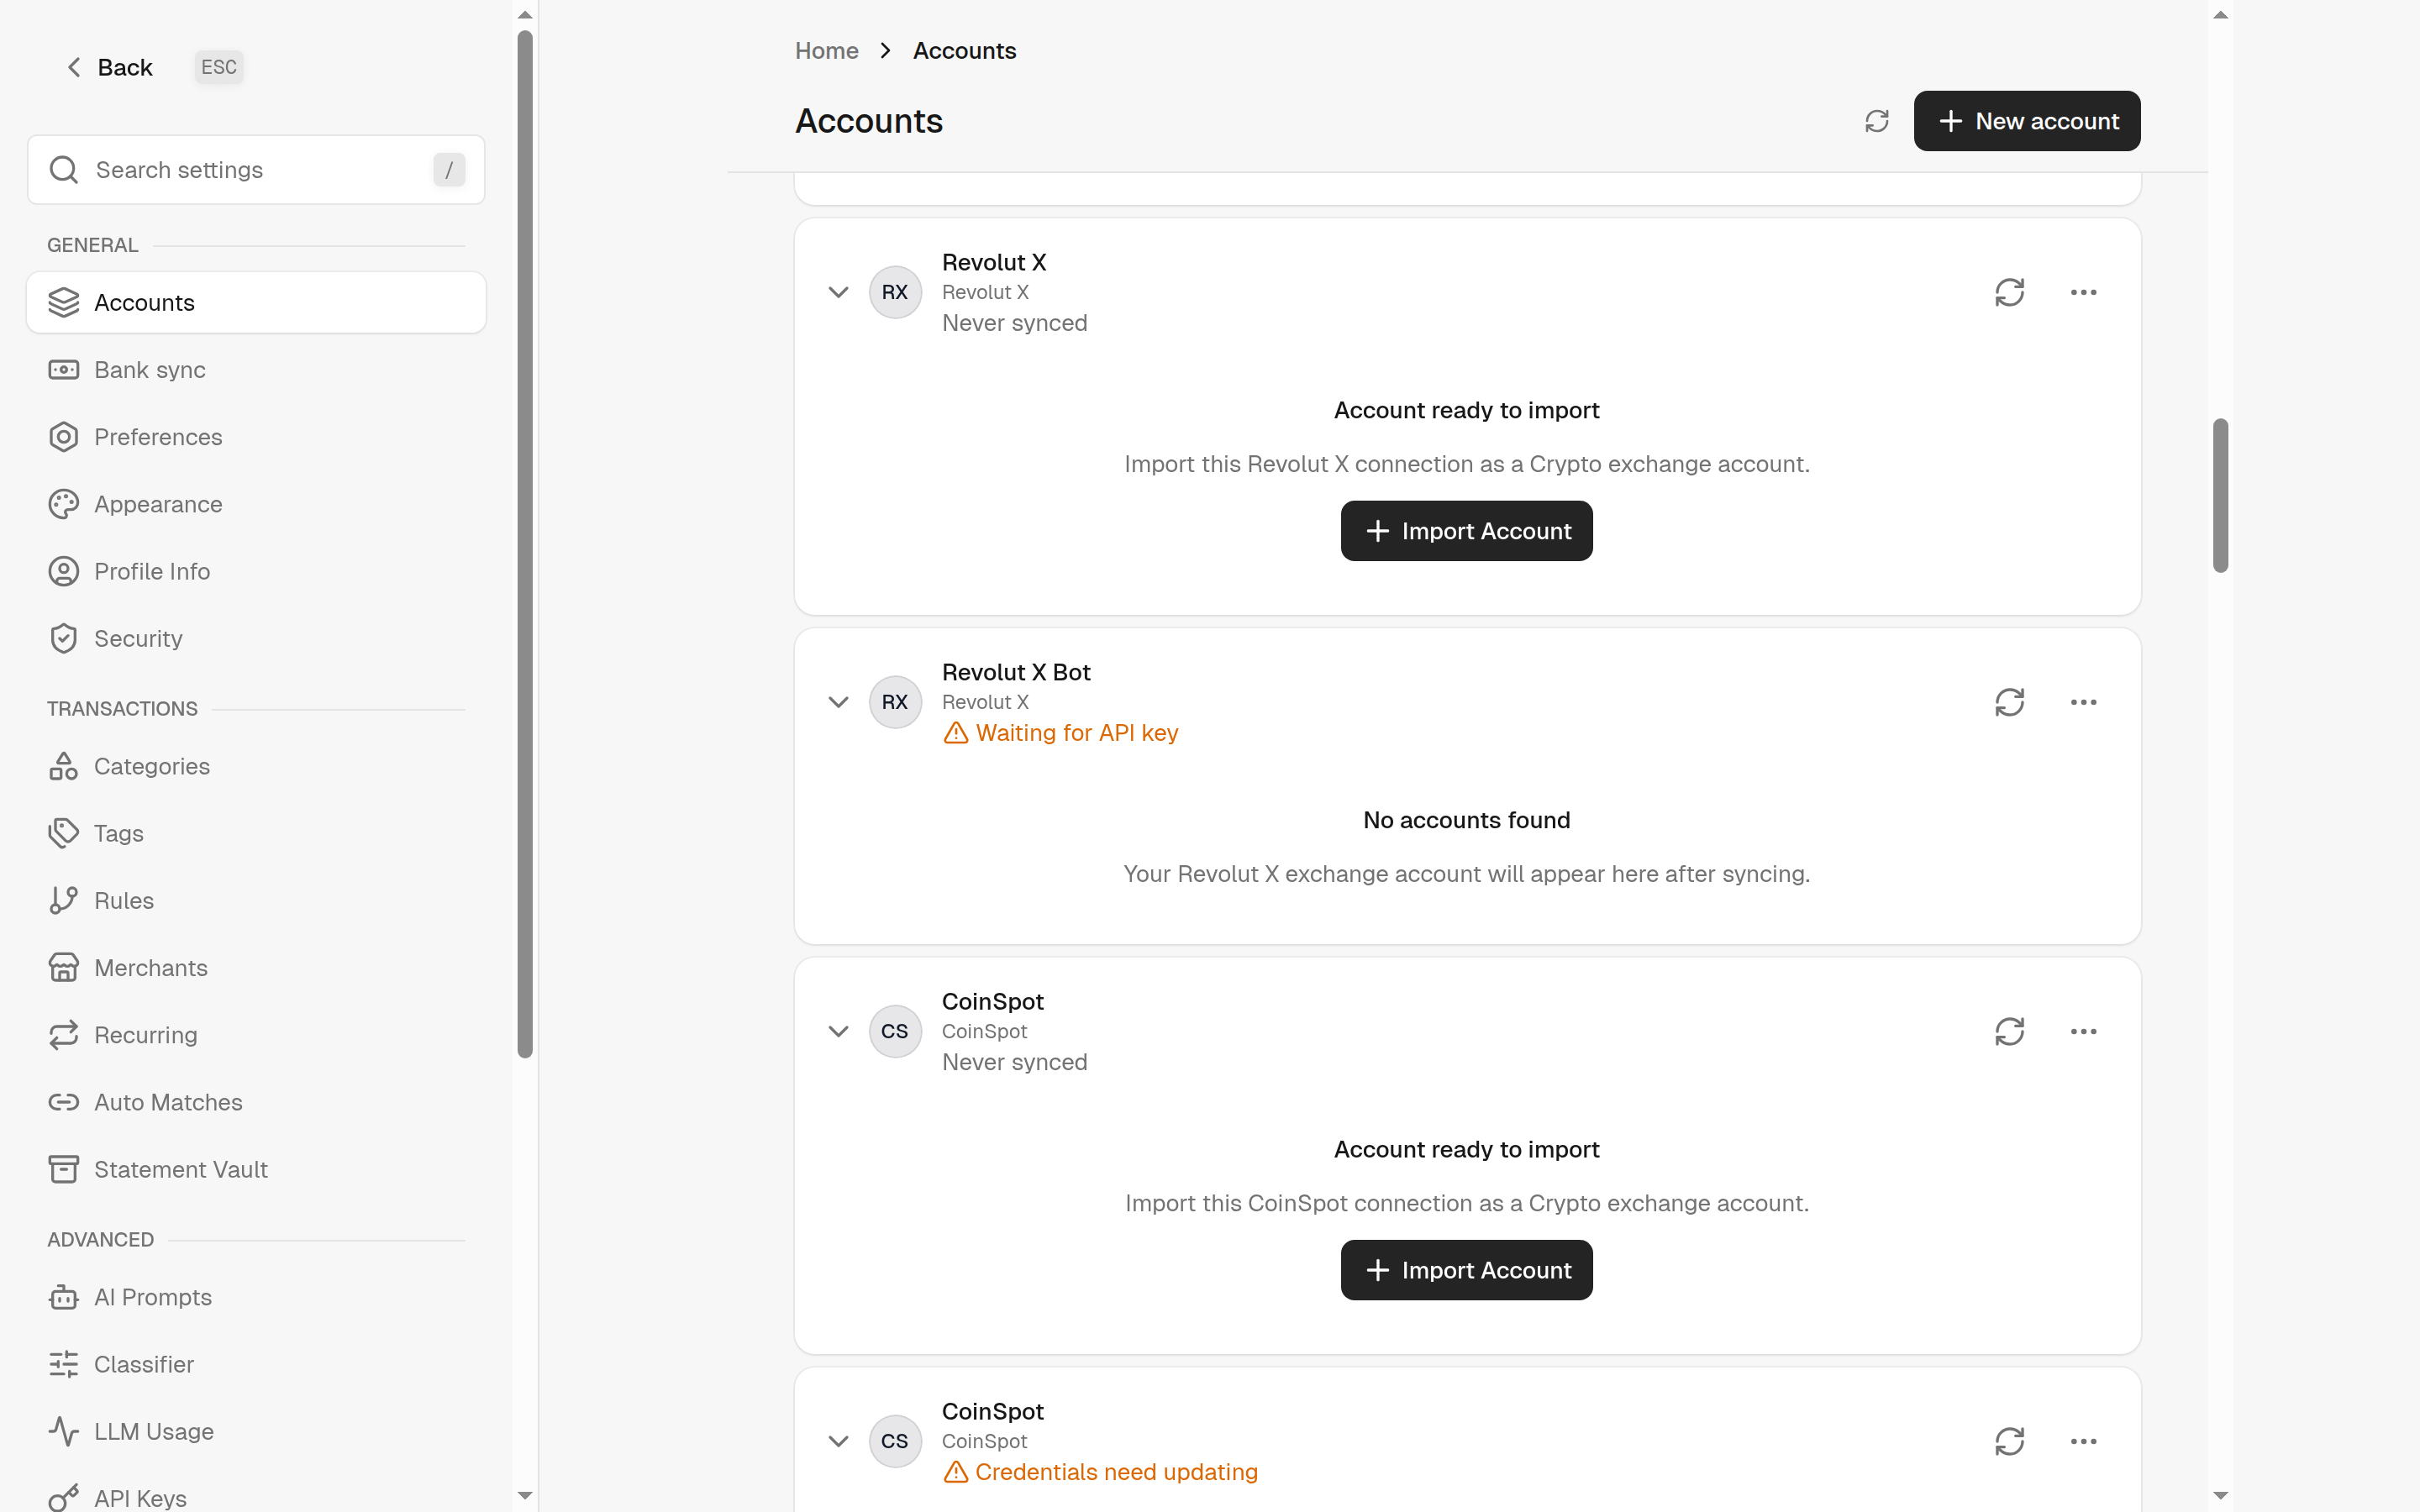 Back ESC
Search settings /
GENERAL
Accounts
Bank sync
Preferences
Appearance
Profile Info
Security
TRANSACTIONS
Categories
Tags
Rules
Merchants
Recurring
Auto Matches
Statement Vault
ADVANCED
AI Prompts
Classifier
LLM Usage
API Keys
Home > Accounts
Accounts
New account
RX
Revolut X
Revolut X
Never synced
Account ready to import
Import this Revolut X connection as a Crypto exchange account.
Import Account
RX
Revolut X Bot
Revolut X
Waiting for API key
No accounts found
Your Revolut X exchange account will appear here after syncing.
CS
CoinSpot
CoinSpot
Never synced
Account ready to import
Import this CoinSpot connection as a Crypto exchange account.
Import Account
CS
CoinSpot
CoinSpot
Credentials need updating